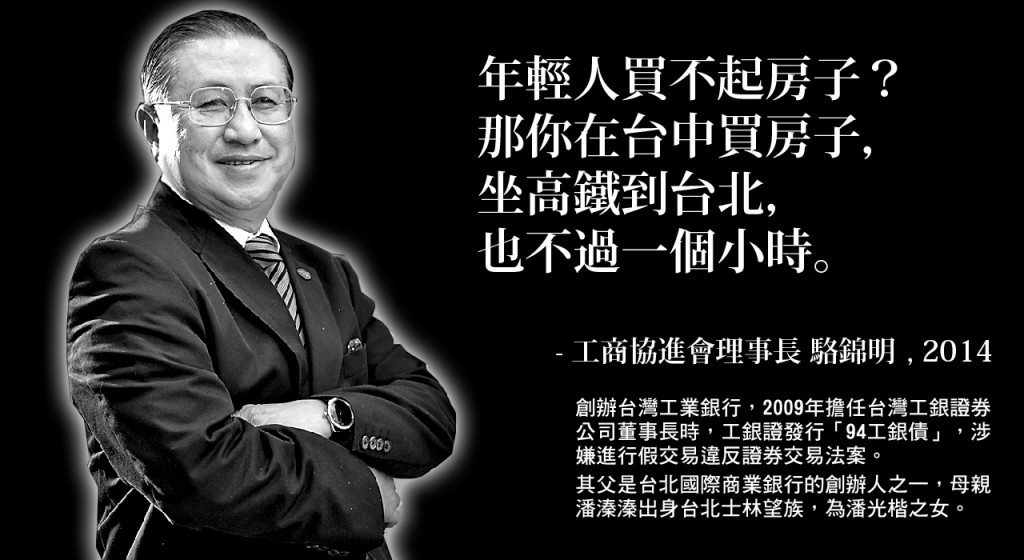 年輕人買不起房子？
那你在台中買房子,
坐高鐵到台北,
也不過一個小時。
- 工商協進會理事長 駱錦明 , 2014
創辦台灣工業銀行，2009年擔任台灣工銀證券
公司董事長時，工銀證發行「94工銀債」，涉
嫌進行假交易違反證券交易法案。
其父是台北國際商業銀行的創辦人之一，母親
潘溱溱出身台北士林望族，為潘光楷之女。